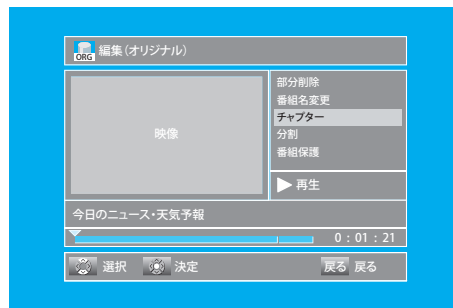 ORG 編集(オリジナル)
映像
部分削除
番組名変更
チャプター
分割
番組保護
再生
今日のニュース・天気予報
0:01:21
選択 決定 戻る 戻る